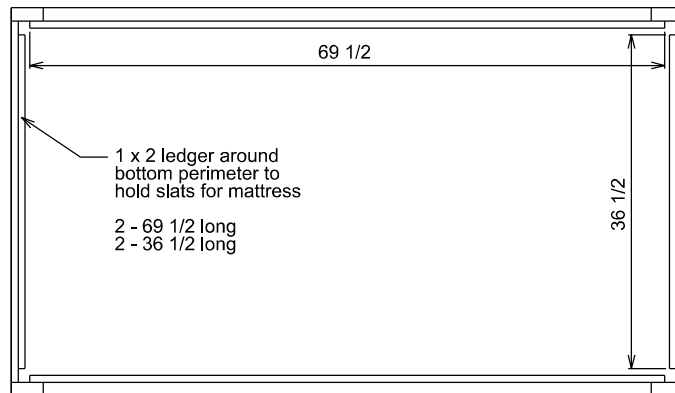 69 1/2
1 x 2 ledger around
bottom perimeter to
hold slats for mattress
2 - 69 1/2 long
2 - 36 1/2 long
36 1/2